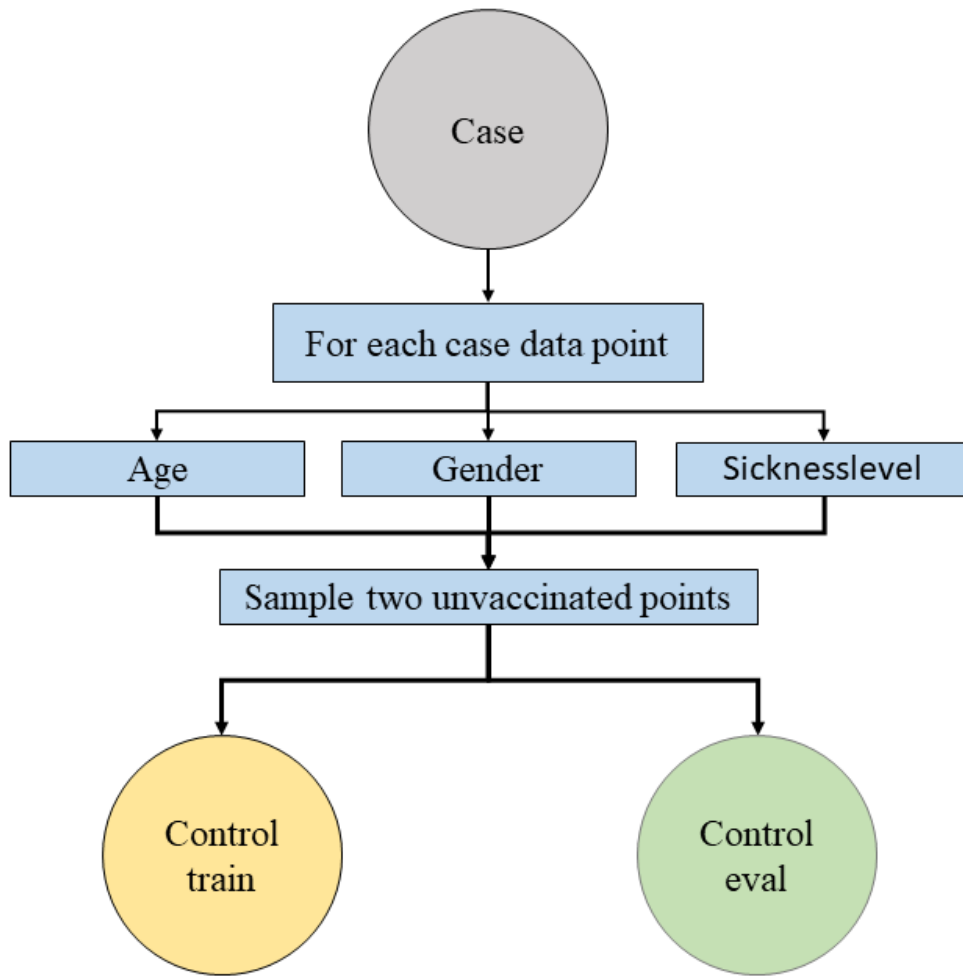 Case
For each case data point
Age
Gender
Sicknesslevel
Sample two unvaccinated points
Control
train
Control
eval